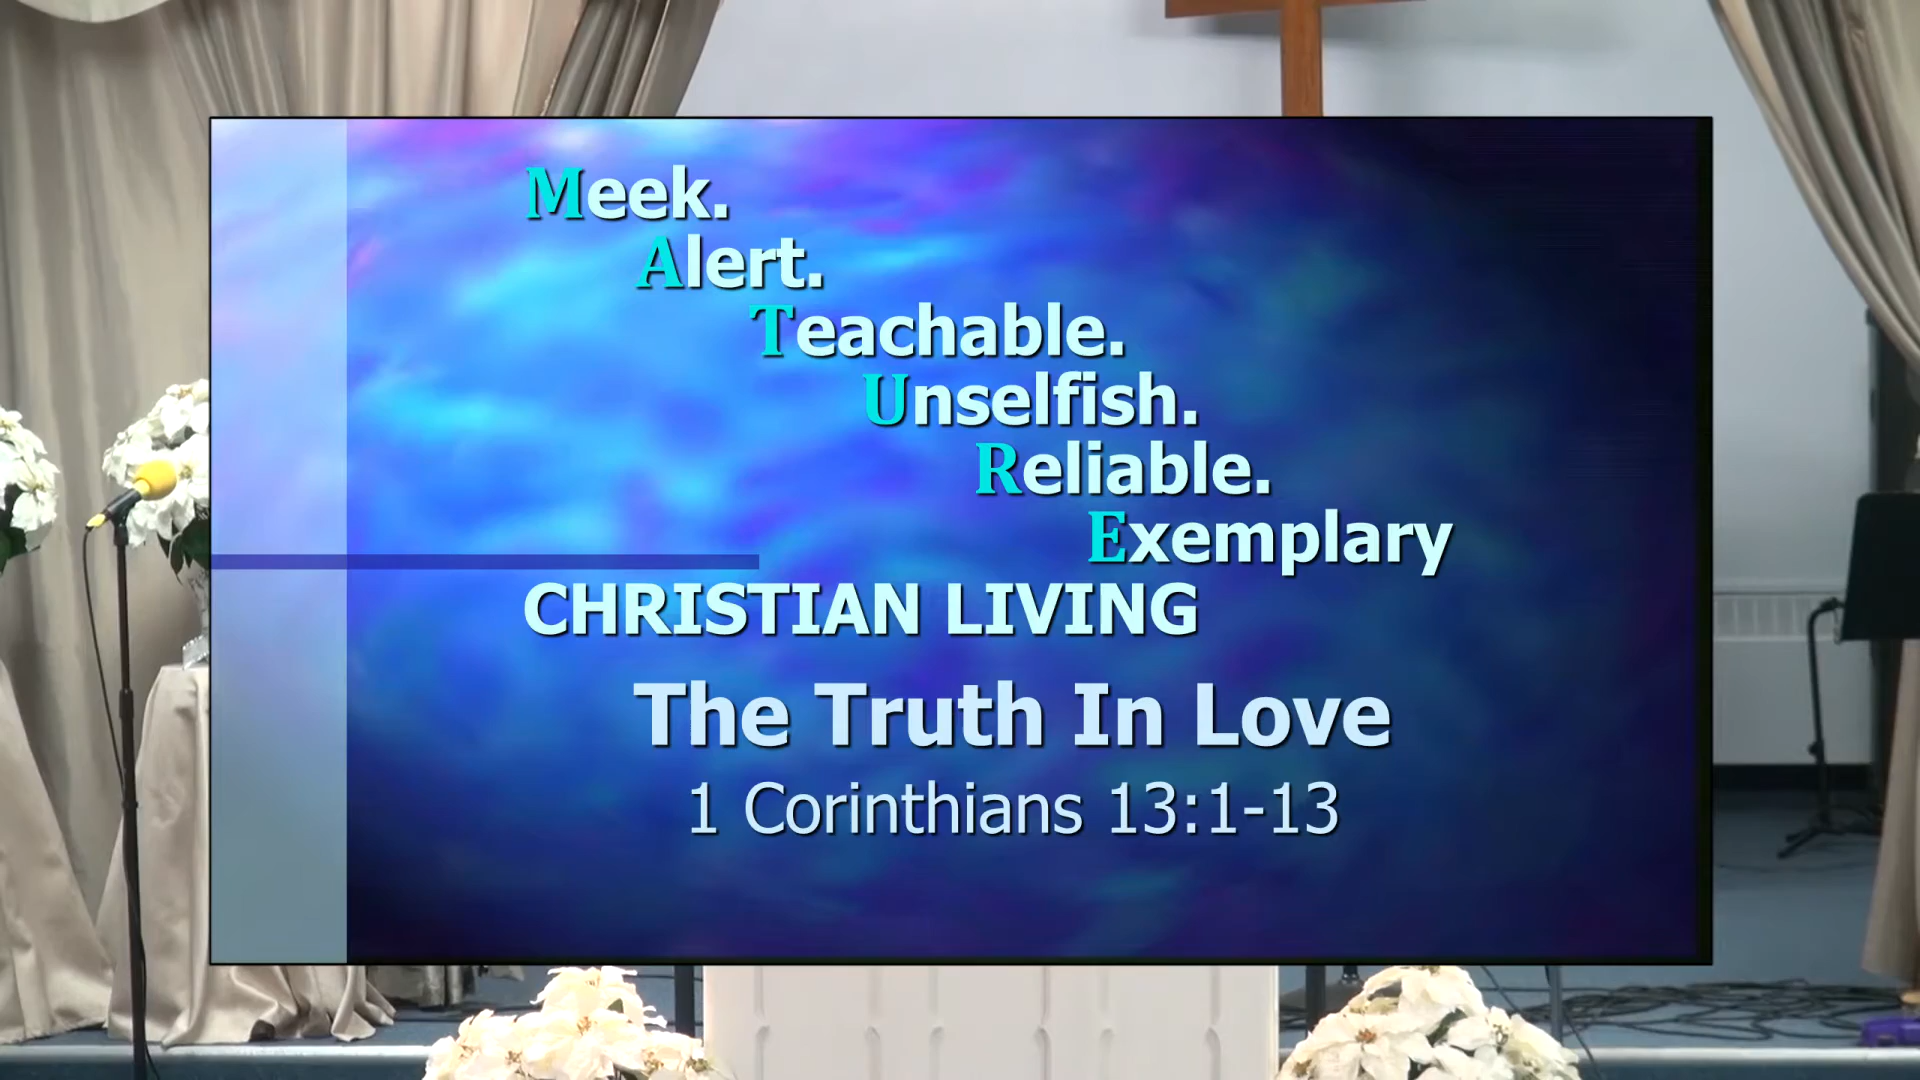 Meek.
Alert.
Teachable.
Unselfish.
Reliable.
Exemplary
CHRISTIAN LIVING
The Truth In Love
1 Corinthians 13:1-13